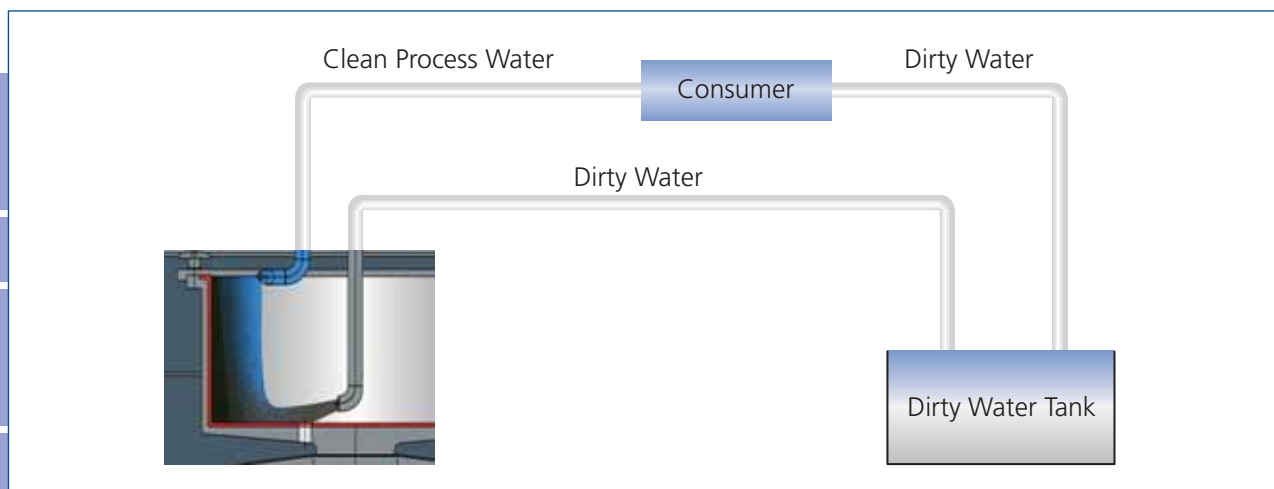 Clean Process Water
Consumer
Dirty Water
Dirty Water
Dirty Water Tank